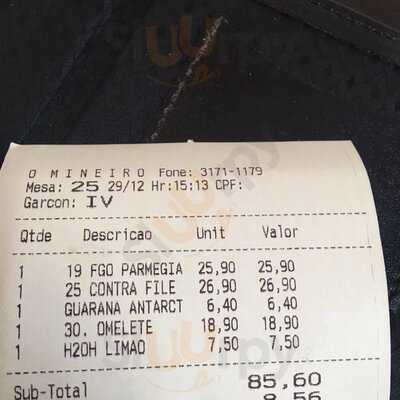 O MINEIRO Fone: 3171-1179
Mesa: 25 29/12 Hr:15:13 CPF:
Garcon: IV
Qtde Descricao Unit Valor
1 19 FGO PARMEGIA 25,90 25,90
1 25 CONTRA FILE 26,90 26,90
1 GUARANA ANTARCT 6,40 6,40
1 30. OMELETE 18,90 18,90
1 H2OH LIMAO 7,50 7,50
Sub-Total 85,60
8,56